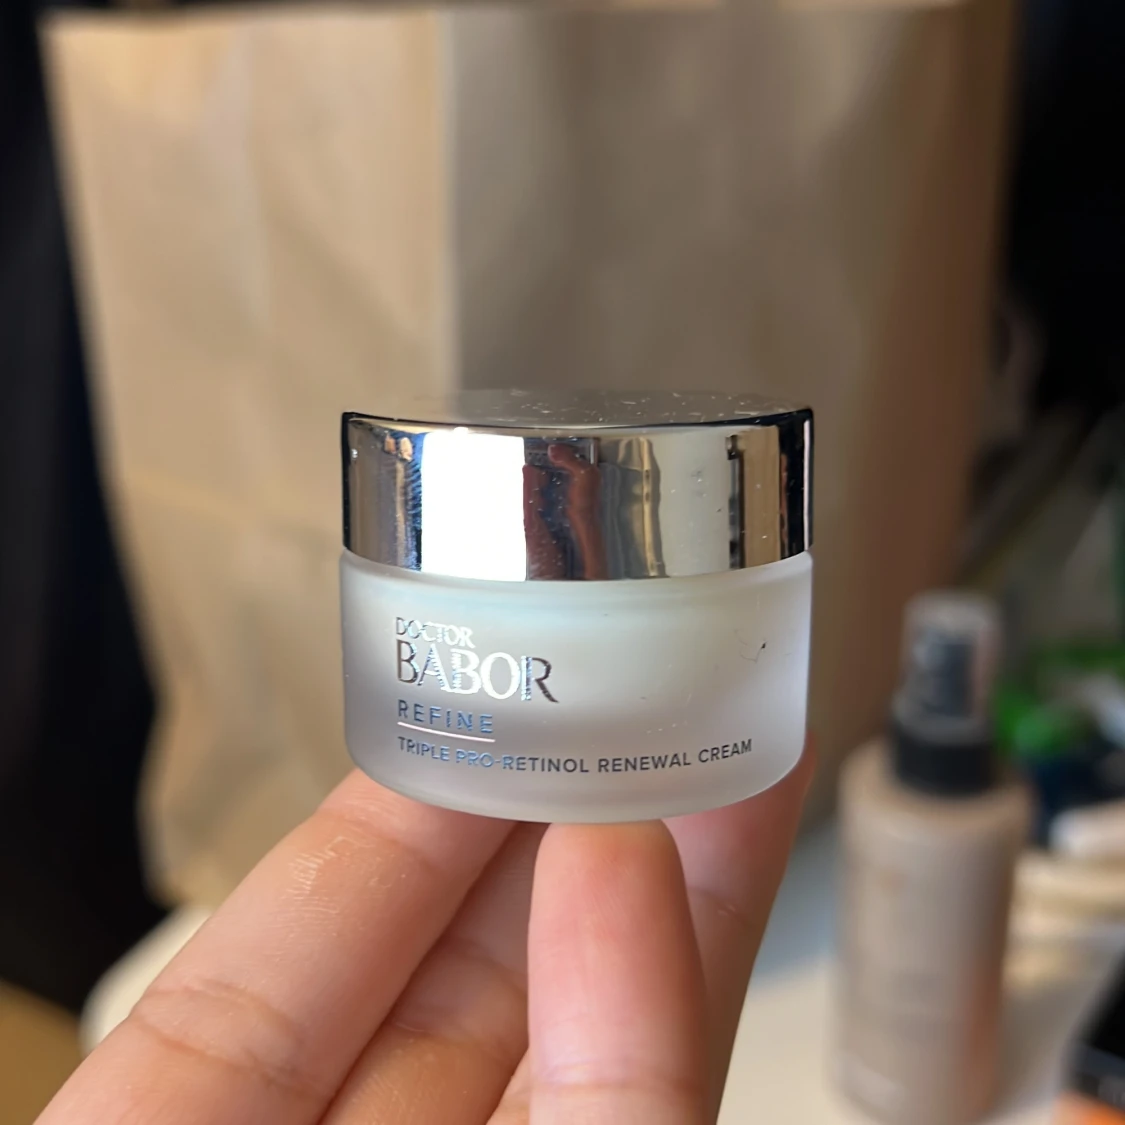 DOCTOR
BABOR
REFINE
TRIPLE PRO-RETINOL RENEWAL CREAM